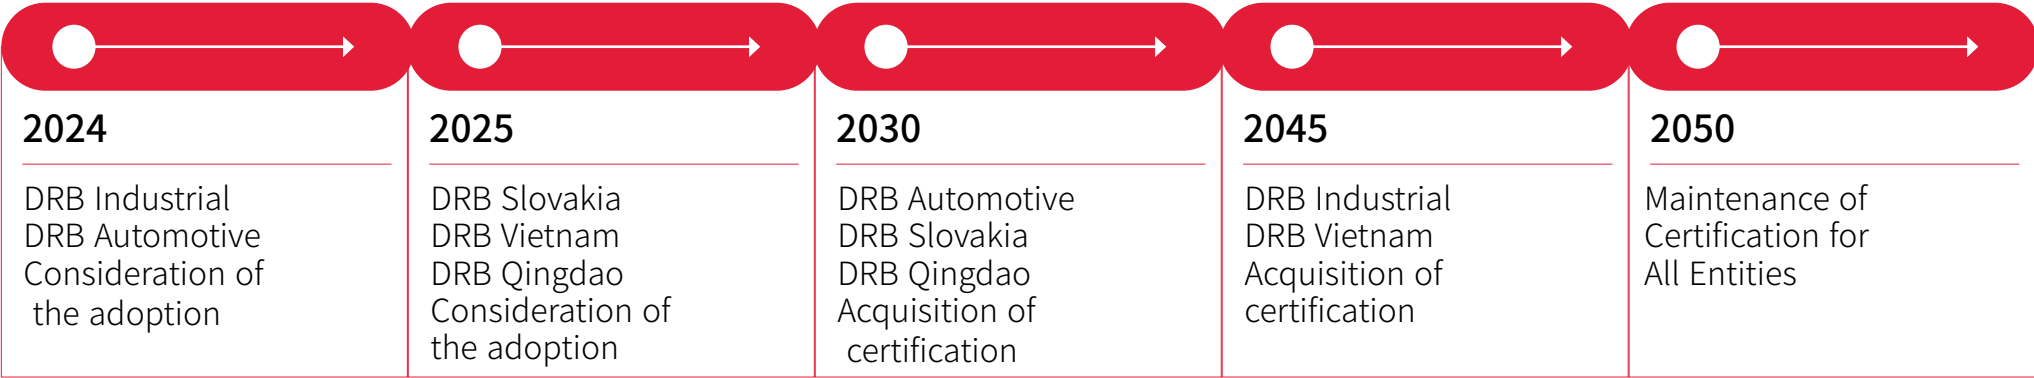 2024
DRB Industrial
DRB Automotive
Consideration of
the adoption
2025
DRB Slovakia
DRB Vietnam
DRB Qingdao
Consideration of
the adoption
2030
DRB Automotive
DRB Slovakia
DRB Qingdao
Acquisition of
certification
2045
DRB Industrial
DRB Vietnam
Acquisition of
certification
2050
Maintenance of
Certification for
All Entities